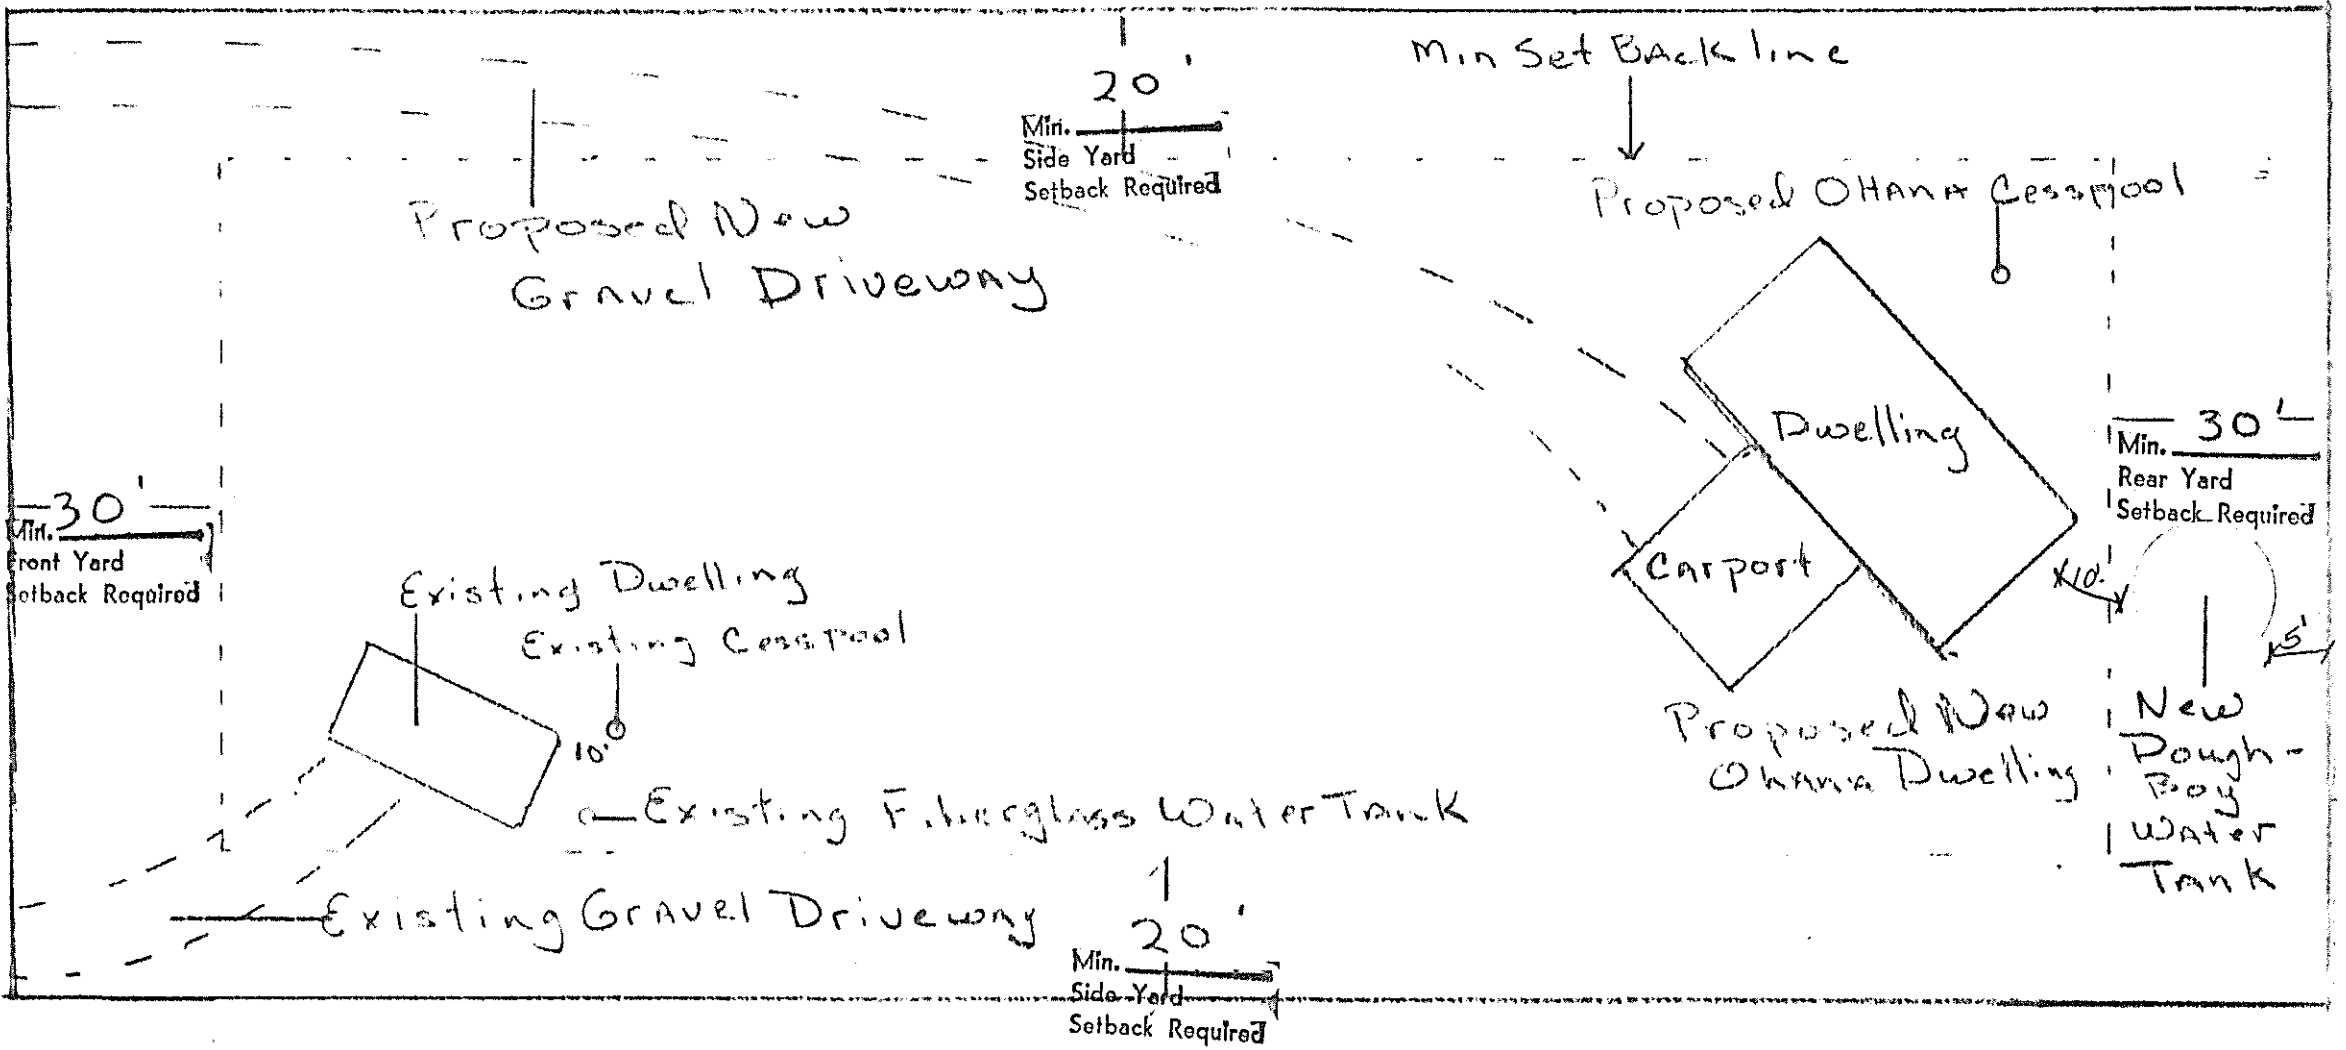 Min Set BAck line
20'
Min.
Side Yard
Setback Required
Proposed New
Gravel Driveway
Proposed OHANA Cesspool
Dwelling
Carport
30'
Min.
Rear Yard
Setback Required
30'
Min.
Front Yard
Setback Required
Existing Dwelling
Existing Cesspool
10'
10'
5'
Proposed New
Ohana Dwelling
New
Dough-
Boy
Water
Tank
Existing Fiberglass Water Tank
Existing Gravel Driveway
20'
Min.
Side Yard
Setback Required